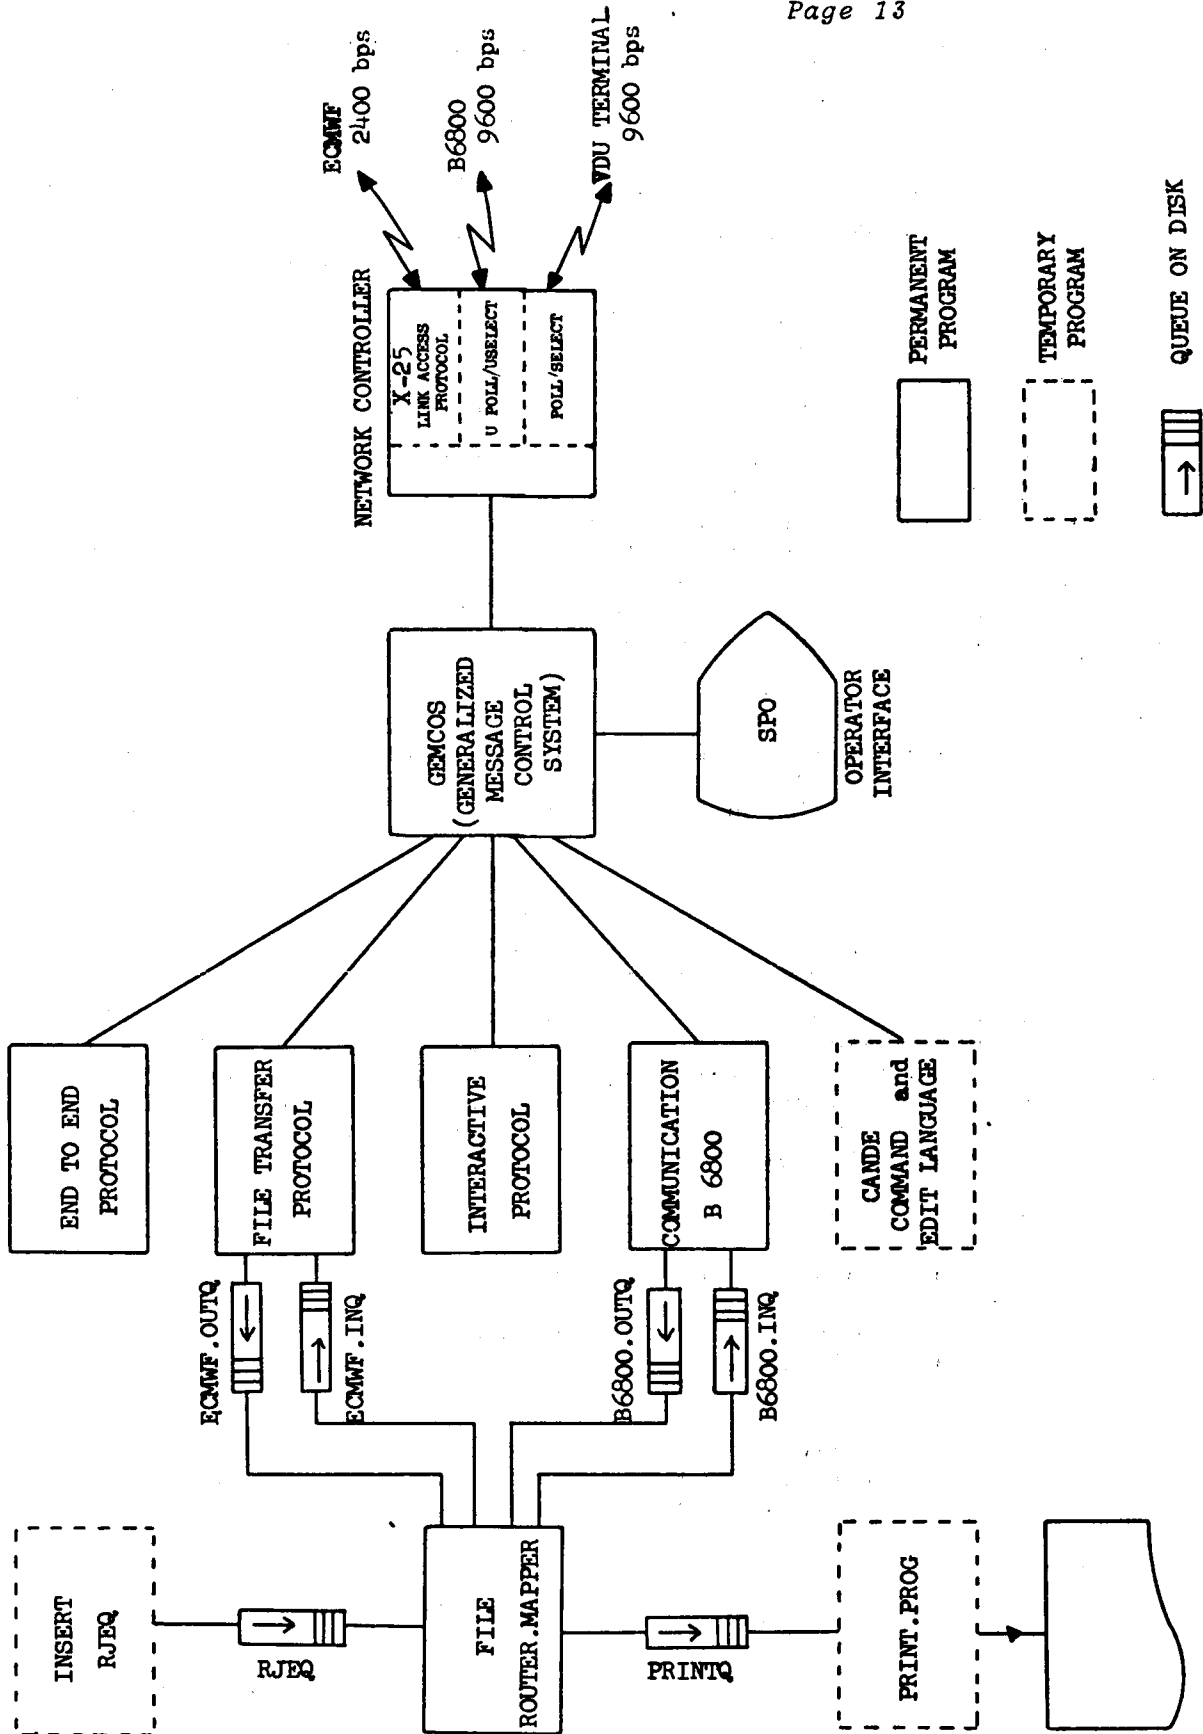 Page 13
INSERT
RJEQ
RJEQ
FILE
ROUTER.MAPPER
PRINTQ
PRINT.PROG
ECMWF.OUTQ
ECMWF.INQ
B6800.OUTQ
B6800.INQ
END TO END
PROTOCOL
FILE TRANSFER
PROTOCOL
INTERACTIVE
PROTOCOL
COMMUNICATION
B 6800
CANDE
COMMAND and
EDIT LANGUAGE
GEMCOS
(GENERALIZED
MESSAGE
CONTROL
SYSTEM)
SPO
OPERATOR
INTERFACE
NETWORK CONTROLLER
X-25
LINK ACCESS
PROTOCOL
U POLL/USELECT
POLL/SELECT
ECMWF
2400 bps
B6800
9600 bps
VDU TERMINAL
9600 bps
PERMANENT
PROGRAM
TEMPORARY
PROGRAM
QUEUE ON DISK